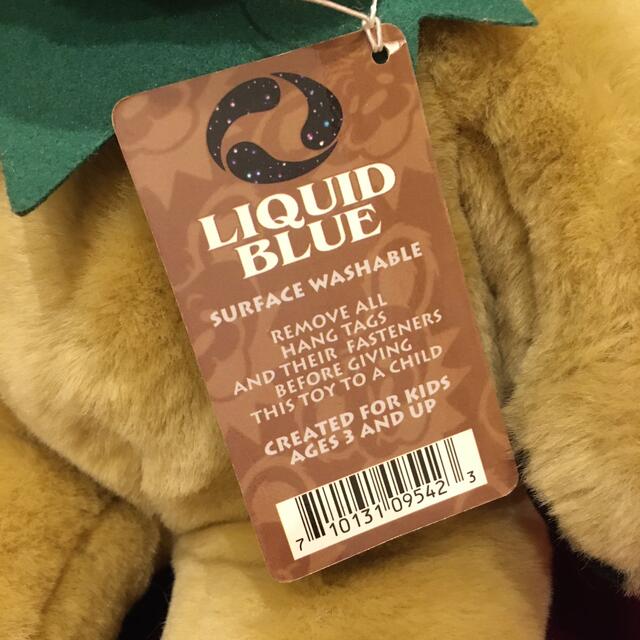 LIQUID
BLUE
SURFACE WASHABLE
REMOVE ALL
HANG TAGS
AND THEIR FASTENERS
BEFORE GIVING
THIS TOY TO A CHILD
CREATED FOR KIDS
AGES 3 AND UP
7 10131 09542 3